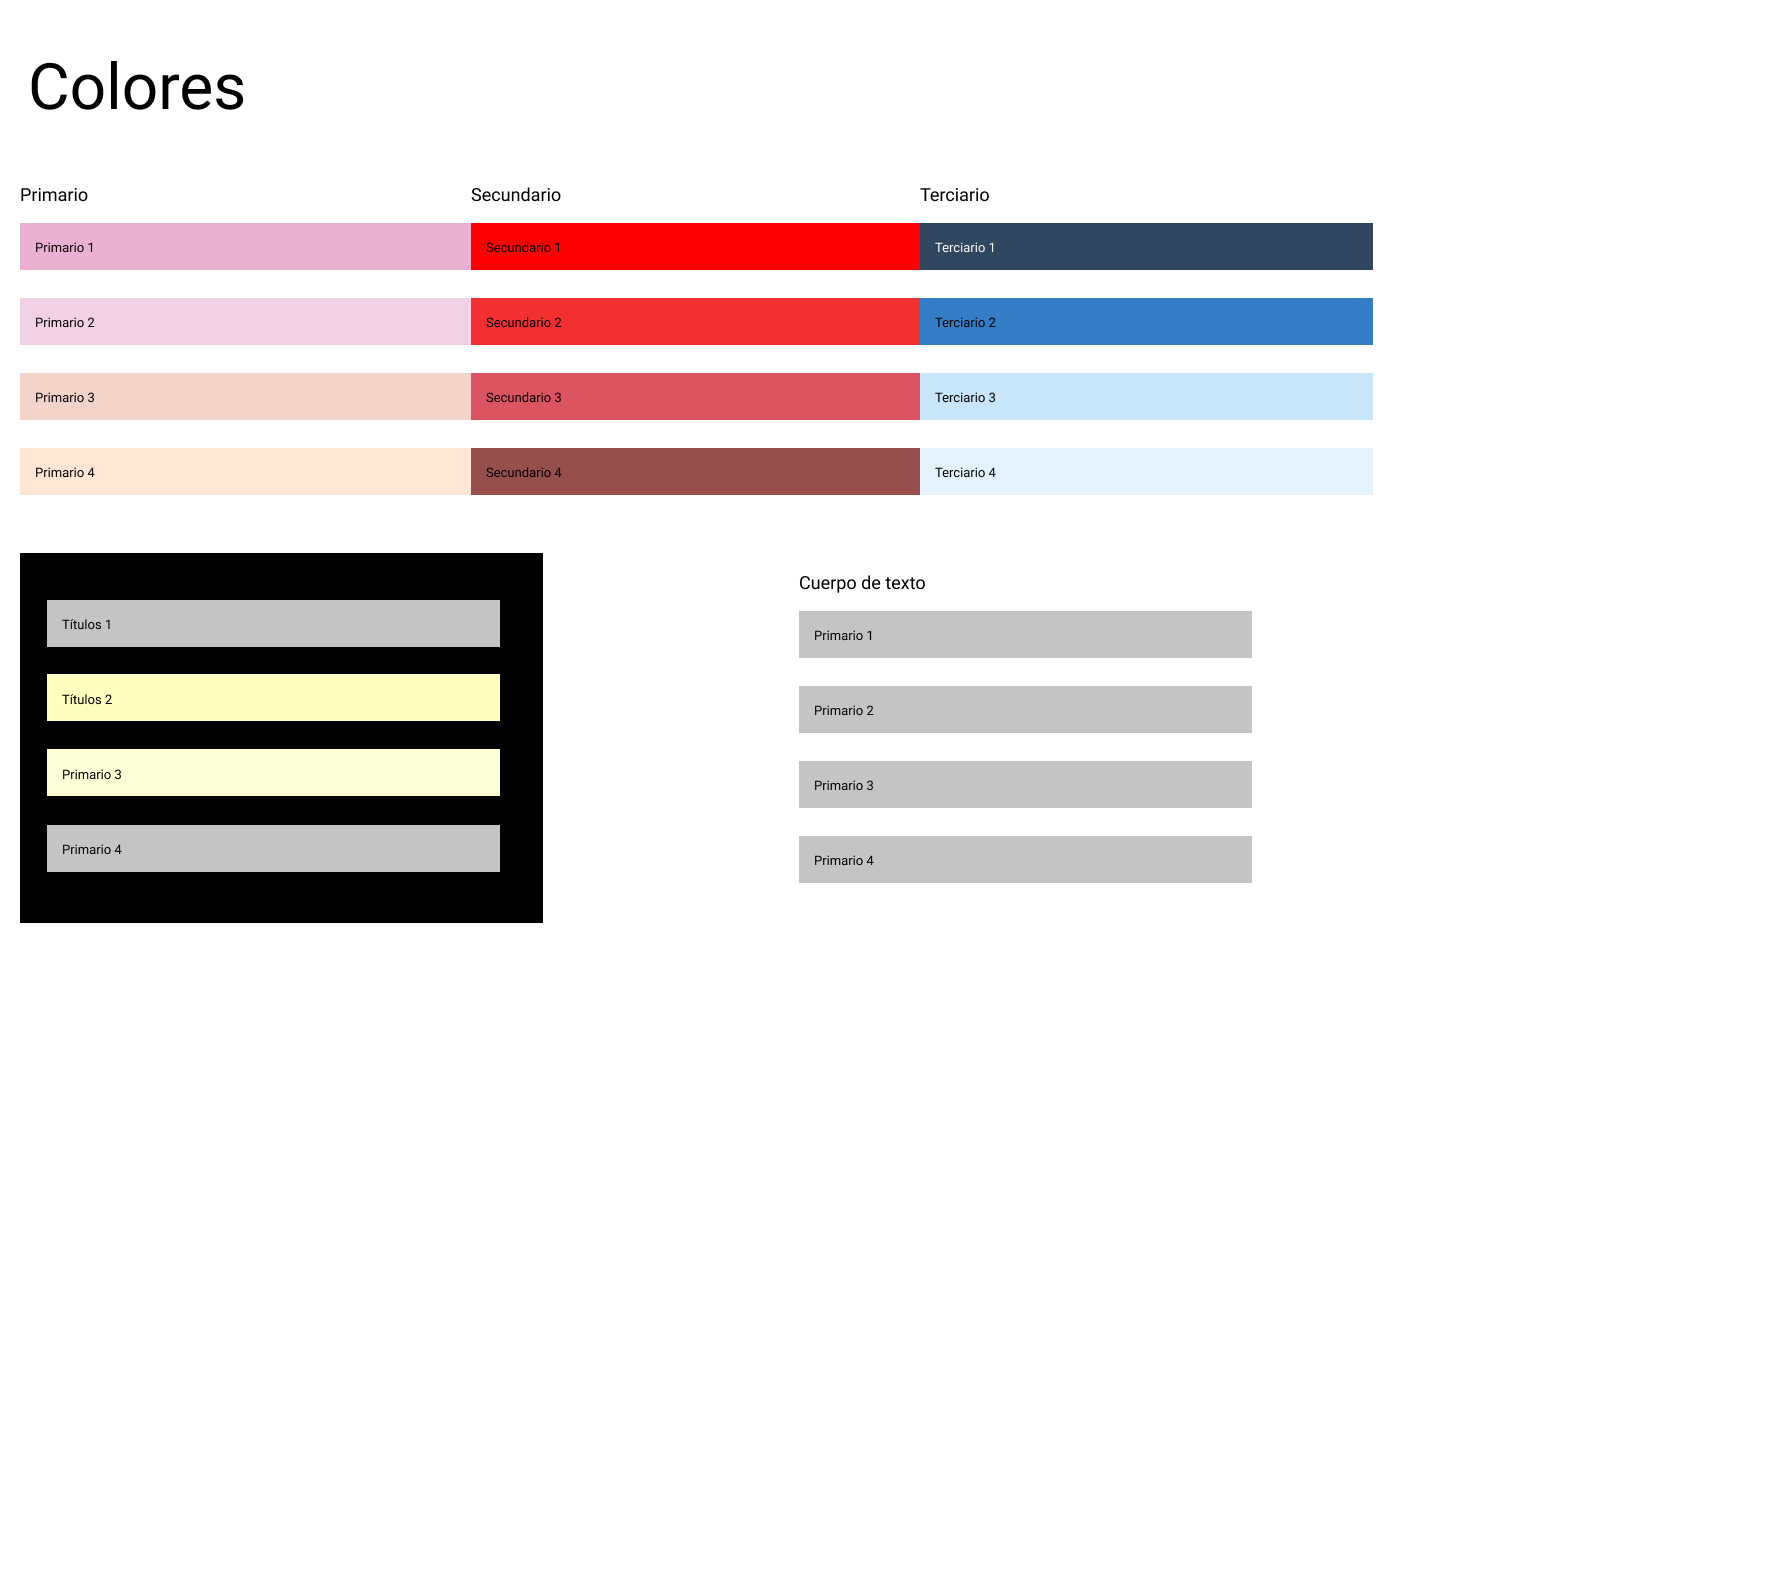 Colores
Primario
Secundario
Terciario
Primario 1
Secundario 1
Terciario 1
Primario 2
Secundario 2
Terciario 2
Primario 3
Secundario 3
Terciario 3
Primario 4
Secundario 4
Terciario 4
Títulos 1
Títulos 2
Primario 3
Primario 4
Cuerpo de texto
Primario 1
Primario 2
Primario 3
Primario 4